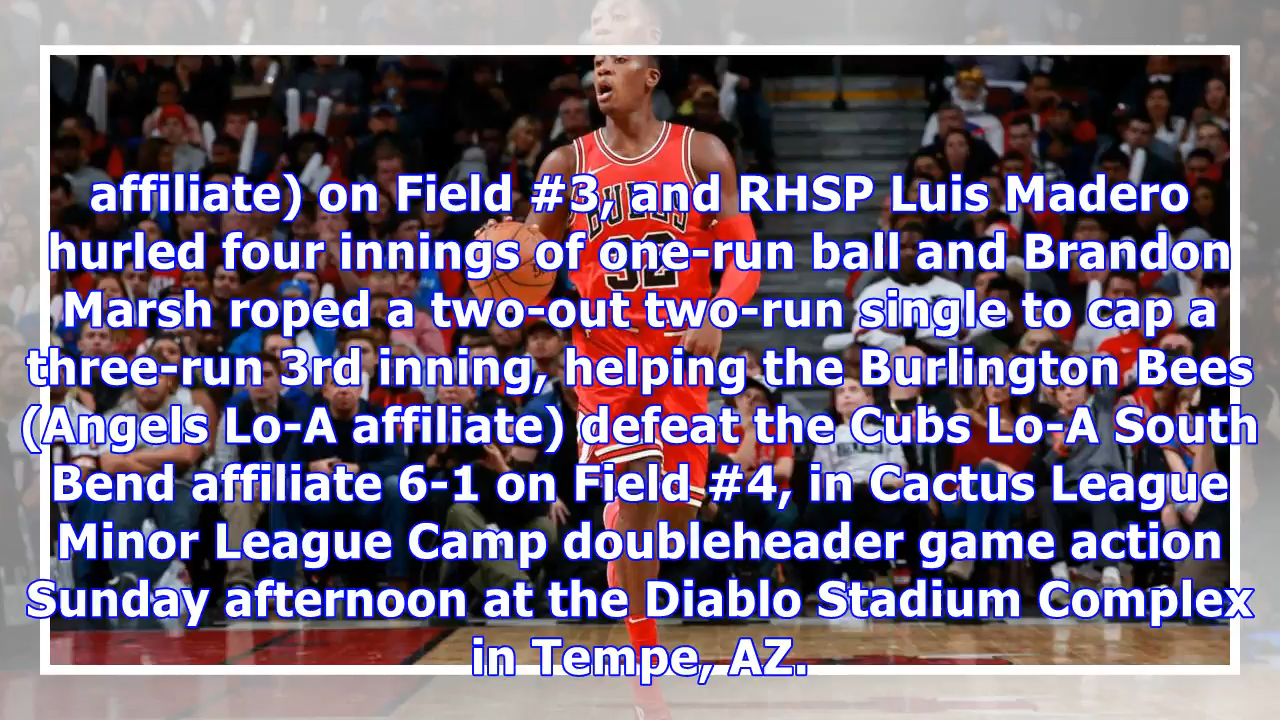 affiliate) on Field #3, and RHSP Luis Madero
hurled four innings of one-run ball and Brandon
Marsh roped a two-out two-run single to cap a
three-run 3rd inning, helping the Burlington Bees
(Angels Lo-A affiliate) defeat the Cubs Lo-A South
Bend affiliate 6-1 on Field #4, in Cactus League
Minor League Camp doubleheader game action
Sunday afternoon at the Diablo Stadium Complex
in Tempe, AZ.
BULLS
32